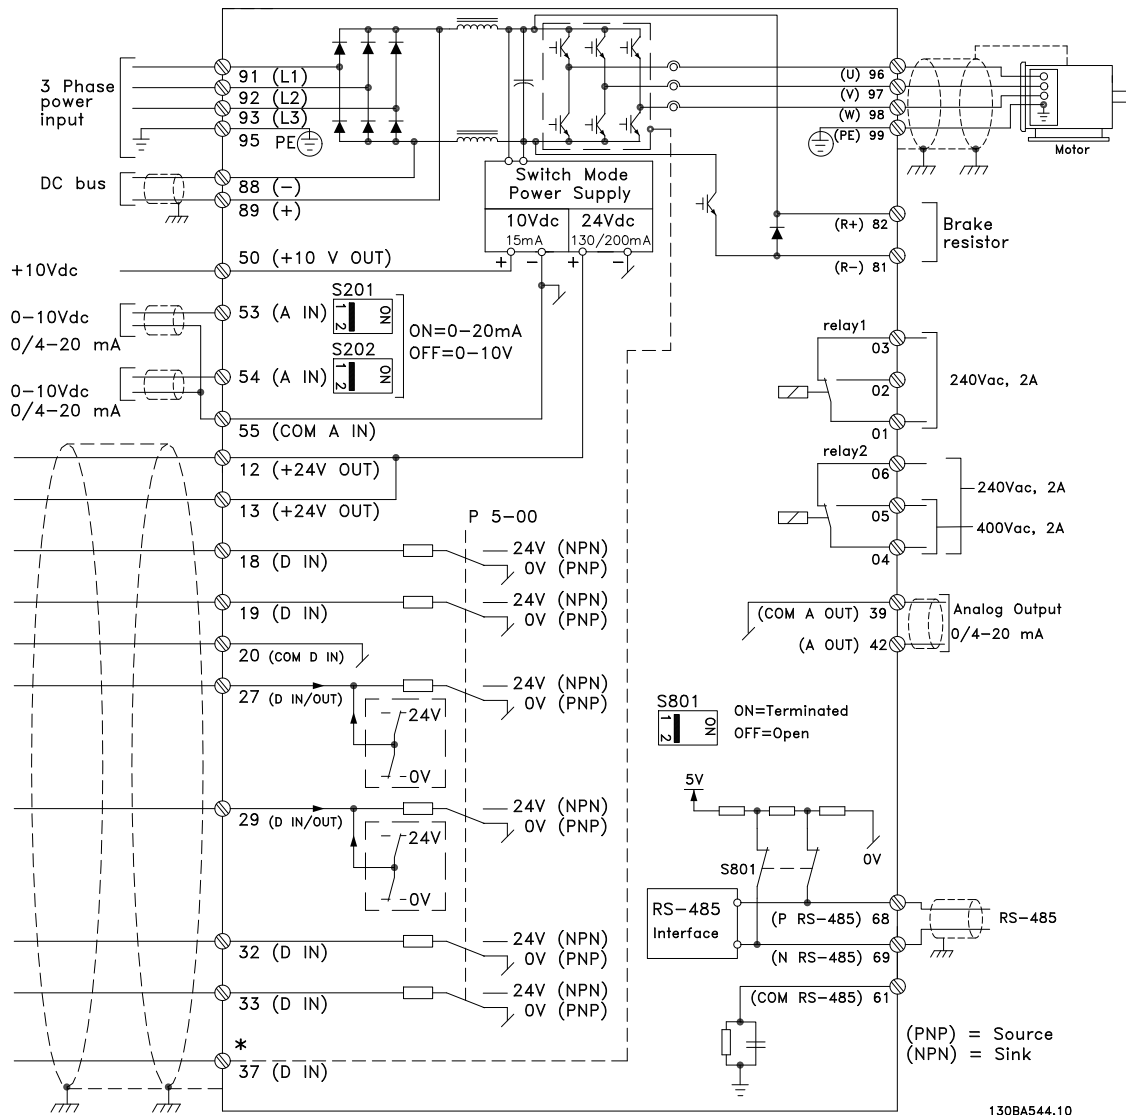 3 Phase
power
input
91 (L1)
92 (L2)
93 (L3)
95 PE
DC bus
88 (-)
89 (+)
Switch Mode
Power Supply
10Vdc
15mA
24Vdc
130/200mA
+ - + -
(U) 96
(V) 97
(W) 98
(PE) 99
Motor
(R+) 82
(R-) 81
Brake
resistor
+10Vdc
50 (+10 V OUT)
0-10Vdc
0/4-20 mA
53 (A IN)
S201
1 2
ON
ON=0-20mA
OFF=0-10V
S202
1 2
ON
0-10Vdc
0/4-20 mA
54 (A IN)
55 (COM A IN)
12 (+24V OUT)
13 (+24V OUT)
P 5-00
18 (D IN)
24V (NPN)
0V (PNP)
19 (D IN)
24V (NPN)
0V (PNP)
20 (COM D IN)
27 (D IN/OUT)
24V (NPN)
0V (PNP)
24V
0V
29 (D IN/OUT)
24V (NPN)
0V (PNP)
24V
0V
32 (D IN)
24V (NPN)
0V (PNP)
33 (D IN)
24V (NPN)
0V (PNP)
*
37 (D IN)
relay1
03
02
01
240Vac, 2A
relay2
06
05
04
240Vac, 2A
400Vac, 2A
(COM A OUT) 39
(A OUT) 42
Analog Output
0/4-20 mA
S801
1 2
ON
ON=Terminated
OFF=Open
5V
0V
S801
RS-485
Interface
(P RS-485) 68
(N RS-485) 69
RS-485
(COM RS-485) 61
(PNP) = Source
(NPN) = Sink
130BA544.10